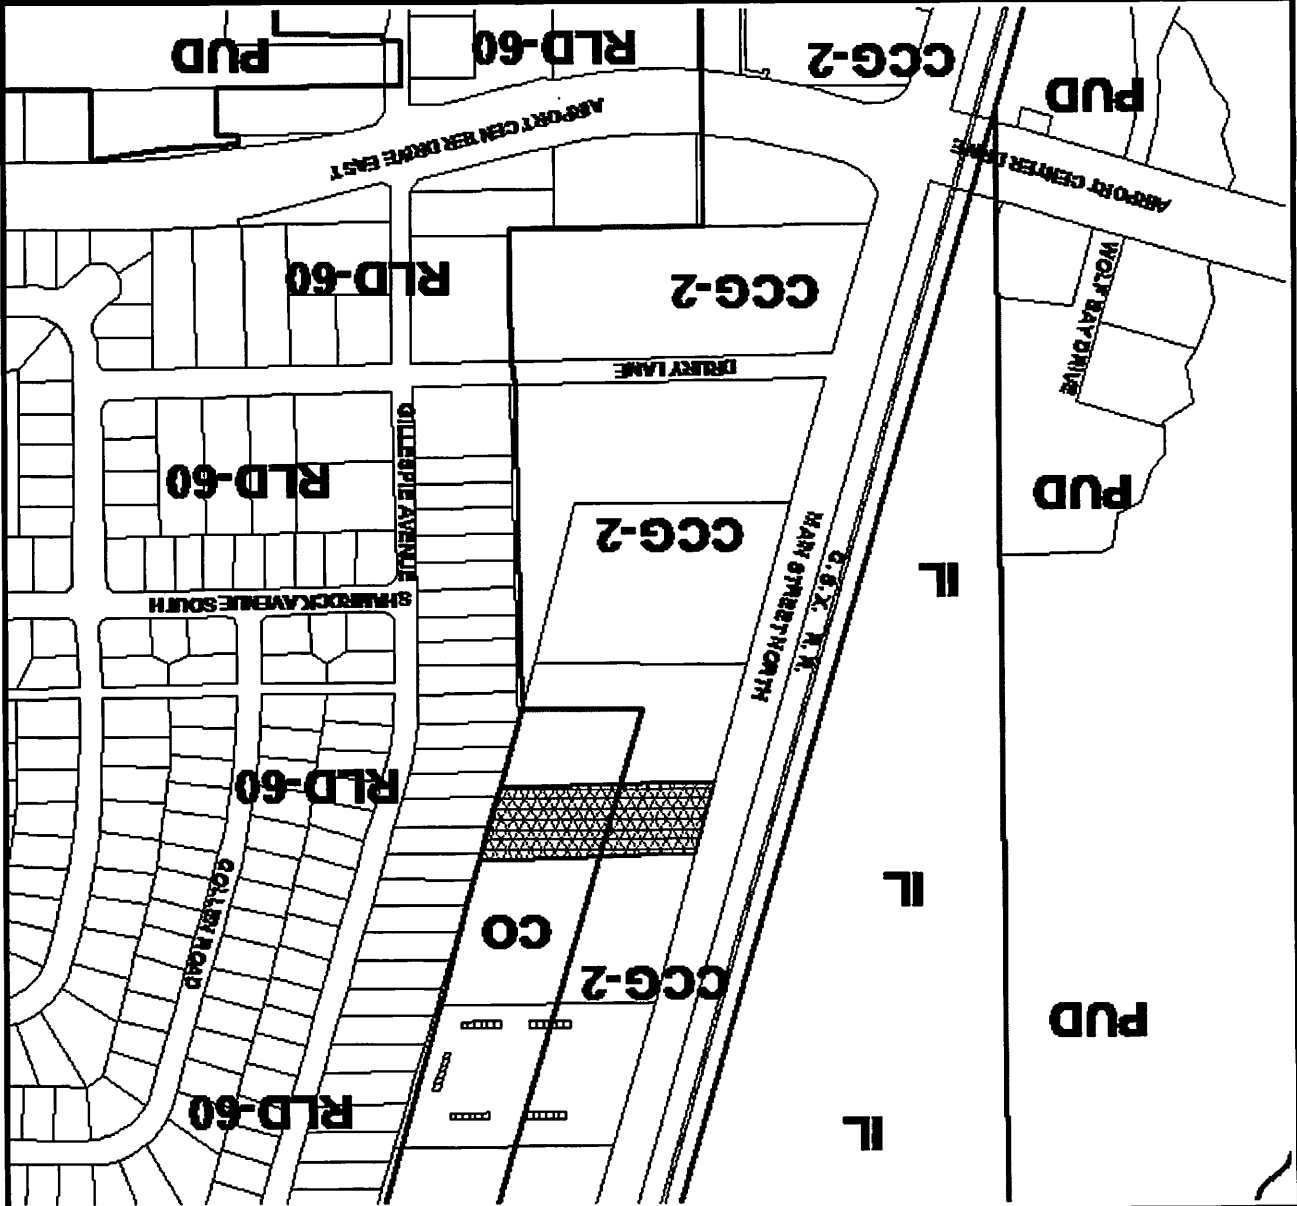 IL
RLD-60
PUD
CCG-2
CO
COLLEN ROAD
IL
RLD-60
C.S.X. R.R.
MAIN STREET NORTH
SHAMROCK AVENUE SOUTH
IL
CCG-2
PUD
GILLESPIE AVENUE
RLD-60
DRURY LANE
WOLF BAY DRIVE
CCG-2
RLD-60
AIRPORT CENTER DRIVE
AIRPORT CENTER DRIVE EAST
PUD
CCG-2
RLD-60
PUD